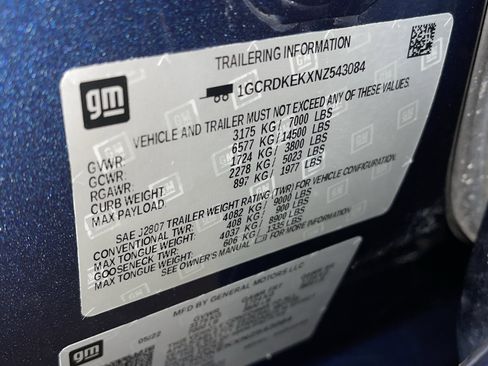 gm
TRAILERING INFORMATION
1GCRDKEKXNZ543084
VEHICLE AND TRAILER MUST NOT EXCEED ANY OF THESE VALUES.
GVWR: 3175 KG/ 7000 LBS
GCWR: 6577 KG/14500 LBS
RGAWR: 1724 KG/ 3800 LBS
CURB WEIGHT: 2278 KG/ 5023 LBS
MAX PAYLOAD: 897 KG/ 1977 LBS
SAE J2807 TRAILER WEIGHT RATING (TWR) FOR VEHICLE CONFIGURATION.
CONVENTIONAL TWR: 4082 KG/ 9000 LBS
MAX TONGUE WEIGHT: 408 KG/ 900 LBS
GOOSENECK TWR: 4037 KG/ 8900 LBS
MAX TONGUE WEIGHT: 606 KG/ 1335 LBS
SEE OWNER'S MANUAL
gm
MFD BY GENERAL MOTORS LLC
05/22
GVWR